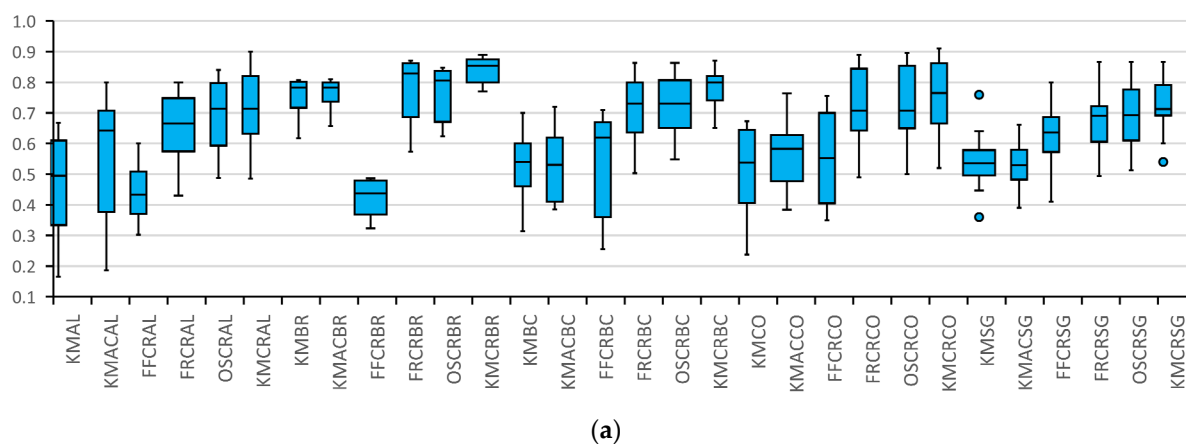 1.0
0.9
0.8
0.7
0.6
0.5
0.4
0.3
0.2
0.1
KMAL
KMACAL
FFCRAL
FRCRAL
OSCRAL
KMCRAL
KMBR
KMACBR
FFCRBR
FRCRBR
OSCRBR
KMCRBR
KMBC
KMACBC
FFCRBC
FRCRBC
OSCRBC
KMCRBC
KMCO
KMACCO
FFCRCO
FRCRCO
OSCRCO
KMCRCO
KMSG
KMACSG
FFCRSG
FRCRSG
OSCRSG
KMCRSG
(a)